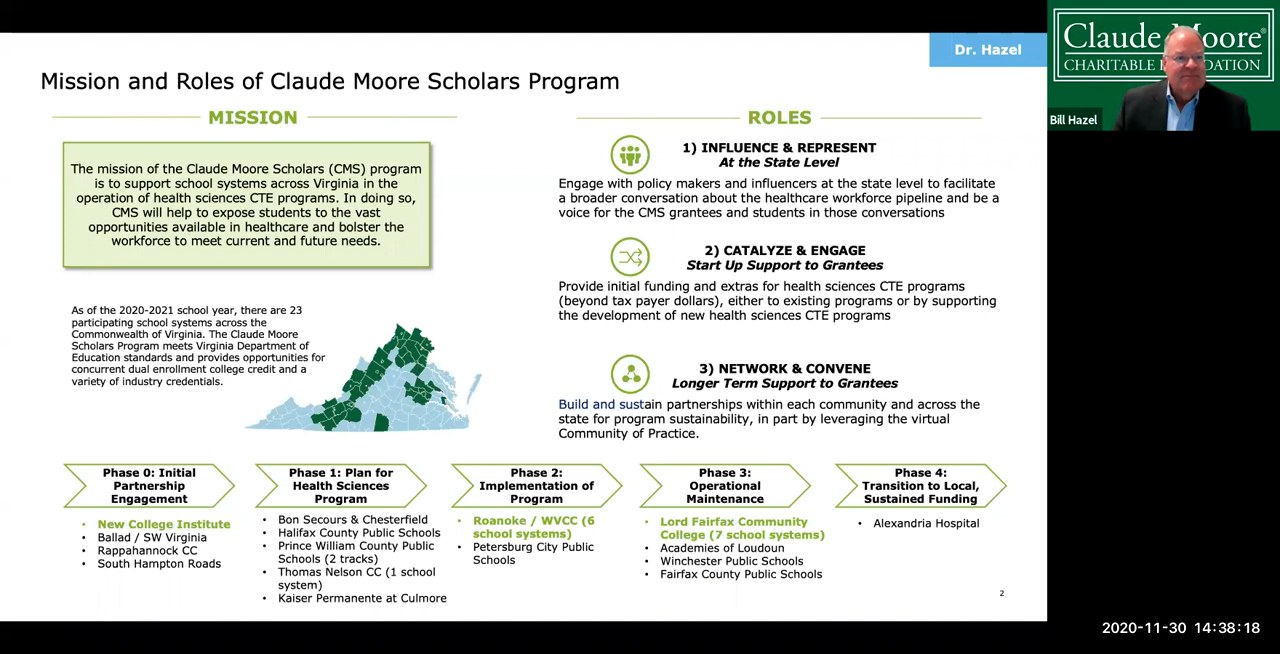 Dr. Hazel
Mission and Roles of Claude Moore Scholars Program
MISSION
The mission of the Claude Moore Scholars (CMS) program
is to support school systems across Virginia in the
operation of health sciences CTE programs. In doing so,
CMS will help to expose students to the vast
opportunities available in healthcare and bolster the
workforce to meet current and future needs.
As of the 2020-2021 school year, there are 23
participating school systems across the
Commonwealth of Virginia. The Claude Moore
Scholars Program meets Virginia Department of
Education standards and provides opportunities for
concurrent dual enrollment college credit and a
variety of industry credentials.
ROLES
1) INFLUENCE & REPRESENT
At the State Level
Engage with policy makers and influencers at the state level to facilitate
a broader conversation about the healthcare workforce pipeline and be a
voice for the CMS grantees and students in those conversations
2) CATALYZE & ENGAGE
Start Up Support to Grantees
Provide initial funding and extras for health sciences CTE programs
(beyond tax payer dollars), either to existing programs or by supporting
the development of new health sciences CTE programs
3) NETWORK & CONVENE
Longer Term Support to Grantees
Build and sustain partnerships within each community and across the
state for program sustainability, in part by leveraging the virtual
Community of Practice.
Phase 0: Initial
Partnership
Engagement
• New College Institute
• Ballad / SW Virginia
• Rappahannock CC
• South Hampton Roads
Phase 1: Plan for
Health Sciences
Program
• Bon Secours & Chesterfield
• Halifax County Public Schools
• Prince William County Public
Schools (2 tracks)
• Thomas Nelson CC (1 school
system)
• Kaiser Permanente at Culmore
Phase 2:
Implementation of
Program
• Roanoke / WVCC (6
school systems)
• Petersburg City Public
Schools
Phase 3:
Operational
Maintenance
• Lord Fairfax Community
College (7 school systems)
• Academies of Loudoun
• Winchester Public Schools
• Fairfax County Public Schools
Phase 4:
Transition to Local,
Sustained Funding
• Alexandria Hospital
2
Claude Moore®
CHARITABLE
Bill Hazel
2020-11-30 14:38:18